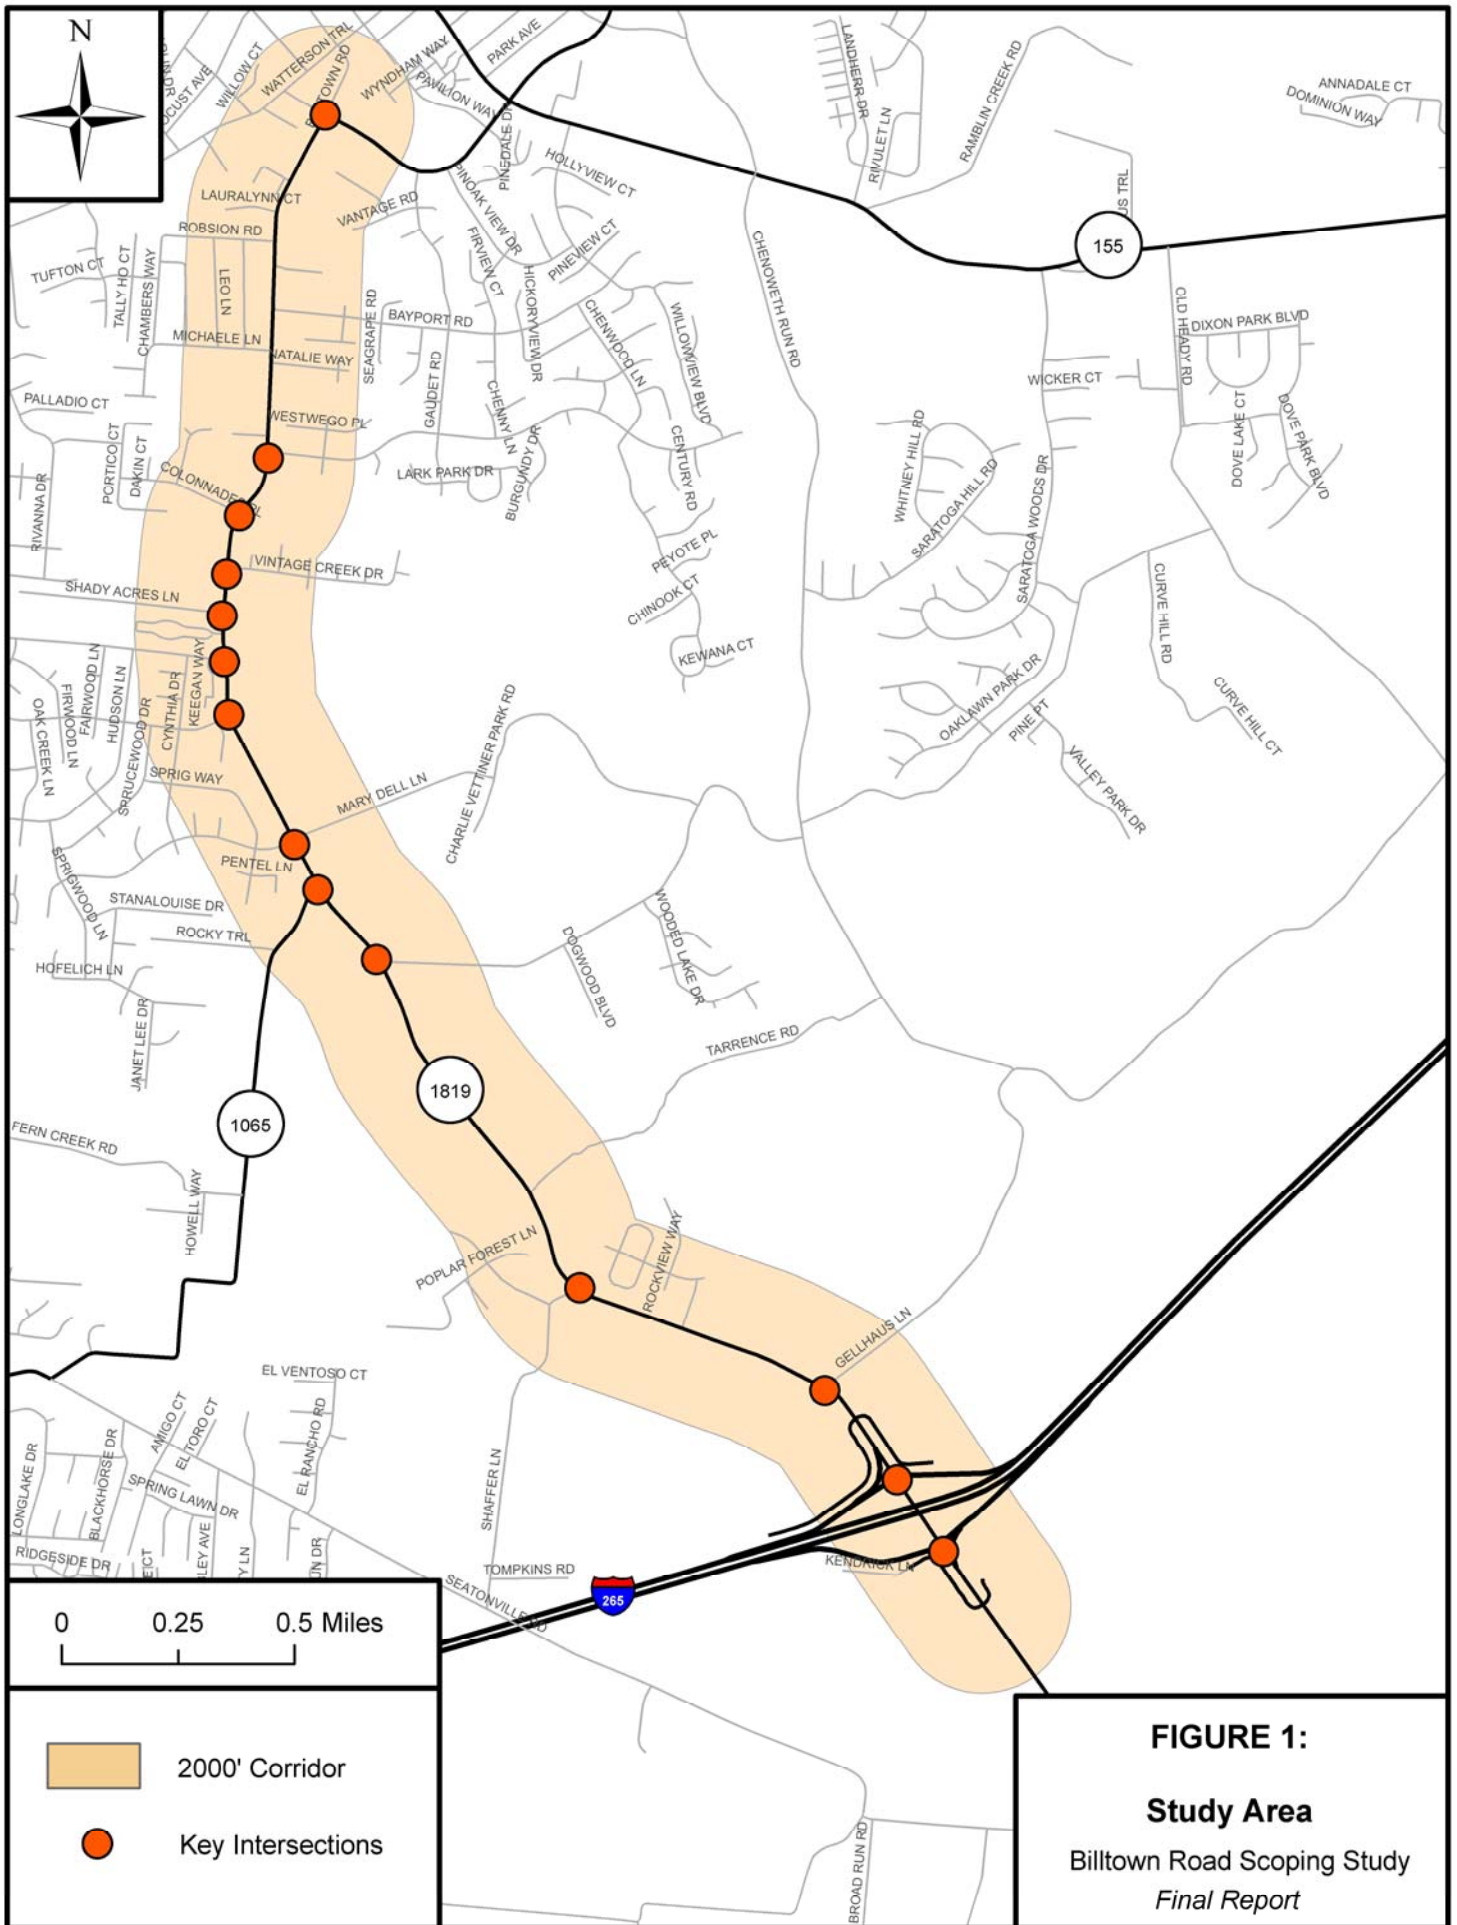 N
WILLOW CT
WATTERSON TRL
WYNDHAM WAY
PARK AVE
PAVILION WAY
PINEDALE DR
LANDHERR DR
RIVULET LN
RAMBLIN CREEK RD
ANNADALE CT
DOMINION WAY
HOLLYVIEW CT
LAURALYNN CT
VANTAGE RD
PINOAK VIEW DR
ROBSION RD
FIRVIEW CT
PINEVIEW CT
CHENOWETH RUN RD
155
TUFTON CT
TALLY HO CT
CHAMBERS WAY
LEO LN
SEAGRAPE RD
BAYPORT RD
HICKORYVIEW DR
CHENWOOD LN
WILLOWVIEW BLVD
OLD HEADY RD
DIXON PARK BLVD
MICHAELE LN
NATALIE WAY
GAUDET RD
CHENNY LN
WICKER CT
PALLADIO CT
WESTWEGO PL
DOVE LAKE CT
DOVE PARK BLVD
PORTICO CT
DAKIN CT
COLONNADES PL
LARK PARK DR
BURGUNDY DR
CENTURY RD
WHITNEY HILL RD
SARATOGA HILL RD
SARATOGA WOODS DR
RIVANNA DR
VINTAGE CREEK DR
PEYOTE PL
SHADY ACRES LN
CHINOOK CT
CURVE HILL RD
KEWANA CT
OAK CREEK LN
FIRWOOD LN
FAIRWOOD LN
HUDSON LN
SPRUCEWOOD DR
CYNTHIA DR
KEEGAN WAY
OAKLAWN PARK DR
PINE PT
CURVE HILL CT
SPRIG WAY
MARY DELL LN
CHARLIE VETTINER PARK RD
VALLEY PARK DR
PENTEL LN
SPRIGWOOD LN
STANALOUISE DR
ROCKY TRL
WOODED LAKE DR
DOGWOOD BLVD
HOFELICH LN
JANET LEE DR
TARRENCE RD
1819
1065
FERN CREEK RD
HOWELL WAY
POPLAR FOREST LN
ROCKVIEW WAY
GELLHAUS LN
EL VENTOSO CT
AMIGO CT
EL TORO CT
EL RANCHO RD
LONGLAKE DR
BLACKHORSE DR
SPRING LAWN DR
SHAFFER LN
RIDGESIDE DR
TOMPKINS RD
KENDRICK LN
SEATONVILLE RD
265
0 0.25 0.5 Miles
2000' Corridor
Key Intersections
BROAD RUN RD
FIGURE 1:
Study Area
Billtown Road Scoping Study
Final Report